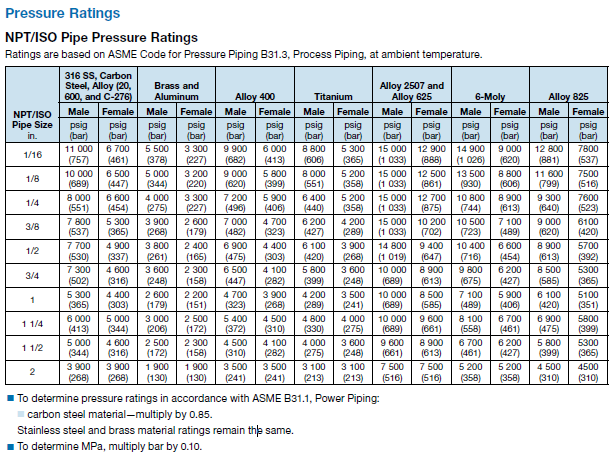 Pressure Ratings
NPT/ISO Pipe Pressure Ratings
Ratings are based on ASME Code for Pressure Piping B31.3, Process Piping, at ambient temperature.
NPT/ISO Pipe Size in. | 316 SS, Carbon Steel, Alloy (20, 600, and C-276) | Brass and Aluminum | Alloy 400 | Titanium | Alloy 2507 and Alloy 625 | 6-Moly | Alloy 825
Male | Female | Male | Female | Male | Female | Male | Female | Male | Female | Male | Female | Male | Female
psig (bar) | psig (bar) | psig (bar) | psig (bar) | psig (bar) | psig (bar) | psig (bar) | psig (bar) | psig (bar) | psig (bar) | psig (bar) | psig (bar) | psig (bar) | psig (bar)
1/16 | 11 000 (757) | 6 700 (461) | 5 500 (378) | 3 300 (227) | 9 900 (682) | 6 000 (413) | 8 800 (606) | 5 300 (365) | 15 000 (1 033) | 12 900 (888) | 14 900 (1 026) | 9 000 (620) | 12 800 (881) | 7800 (537)
1/8 | 10 000 (689) | 6 500 (447) | 5 000 (344) | 3 200 (220) | 9 000 (620) | 5 800 (399) | 8 000 (551) | 5 200 (358) | 15 000 (1 033) | 12 500 (861) | 13 500 (930) | 8 800 (606) | 11 600 (799) | 7500 (516)
1/4 | 8 000 (551) | 6 600 (454) | 4 000 (275) | 3 300 (227) | 7 200 (496) | 5 900 (406) | 6 400 (440) | 5 200 (358) | 15 000 (1 033) | 12 700 (875) | 10 800 (744) | 8 900 (613) | 9 300 (640) | 7600 (523)
3/8 | 7 800 (537) | 5 300 (365) | 3 900 (268) | 2 600 (179) | 7 000 (482) | 4 700 (323) | 6 200 (427) | 4 200 (289) | 15 000 (1 033) | 10 200 (702) | 10 500 (723) | 7 100 (489) | 9 000 (620) | 6100 (420)
1/2 | 7 700 (530) | 4 900 (337) | 3 800 (261) | 2 400 (165) | 6 900 (475) | 4 400 (303) | 6 100 (420) | 3 900 (268) | 14 800 (1 019) | 9 400 (647) | 10 400 (716) | 6 600 (454) | 8 900 (613) | 5700 (392)
3/4 | 7 300 (502) | 4 600 (316) | 3 600 (248) | 2 300 (158) | 6 500 (447) | 4 100 (282) | 5 800 (399) | 3 600 (248) | 10 000 (689) | 8 900 (613) | 9 800 (675) | 6 200 (427) | 8 500 (585) | 5300 (365)
1 | 5 300 (365) | 4 400 (303) | 2 600 (179) | 2 200 (151) | 4 700 (323) | 3 900 (268) | 4 200 (289) | 3 500 (241) | 10 000 (689) | 8 500 (585) | 7 100 (489) | 5 900 (406) | 6 100 (420) | 5100 (351)
1 1/4 | 6 000 (413) | 5 000 (344) | 3 000 (206) | 2 500 (172) | 5 400 (372) | 4 500 (310) | 4 800 (330) | 4 000 (275) | 10 000 (689) | 9 600 (661) | 8 100 (558) | 6 700 (461) | 6 900 (475) | 5800 (399)
1 1/2 | 5 000 (344) | 4 600 (316) | 2 500 (172) | 2 300 (158) | 4 500 (310) | 4 100 (282) | 4 000 (275) | 3 600 (248) | 9 600 (661) | 8 900 (613) | 6 700 (461) | 6 200 (427) | 5 800 (399) | 5300 (365)
2 | 3 900 (268) | 3 900 (268) | 1 900 (130) | 1 900 (130) | 3 500 (241) | 3 500 (241) | 3 100 (213) | 3 100 (213) | 7 500 (516) | 7 500 (516) | 5 200 (358) | 5 200 (358) | 4 500 (310) | 4500 (310)
To determine pressure ratings in accordance with ASME B31.1, Power Piping:
carbon steel material—multiply by 0.85.
Stainless steel and brass material ratings remain the same.
To determine MPa, multiply bar by 0.10.